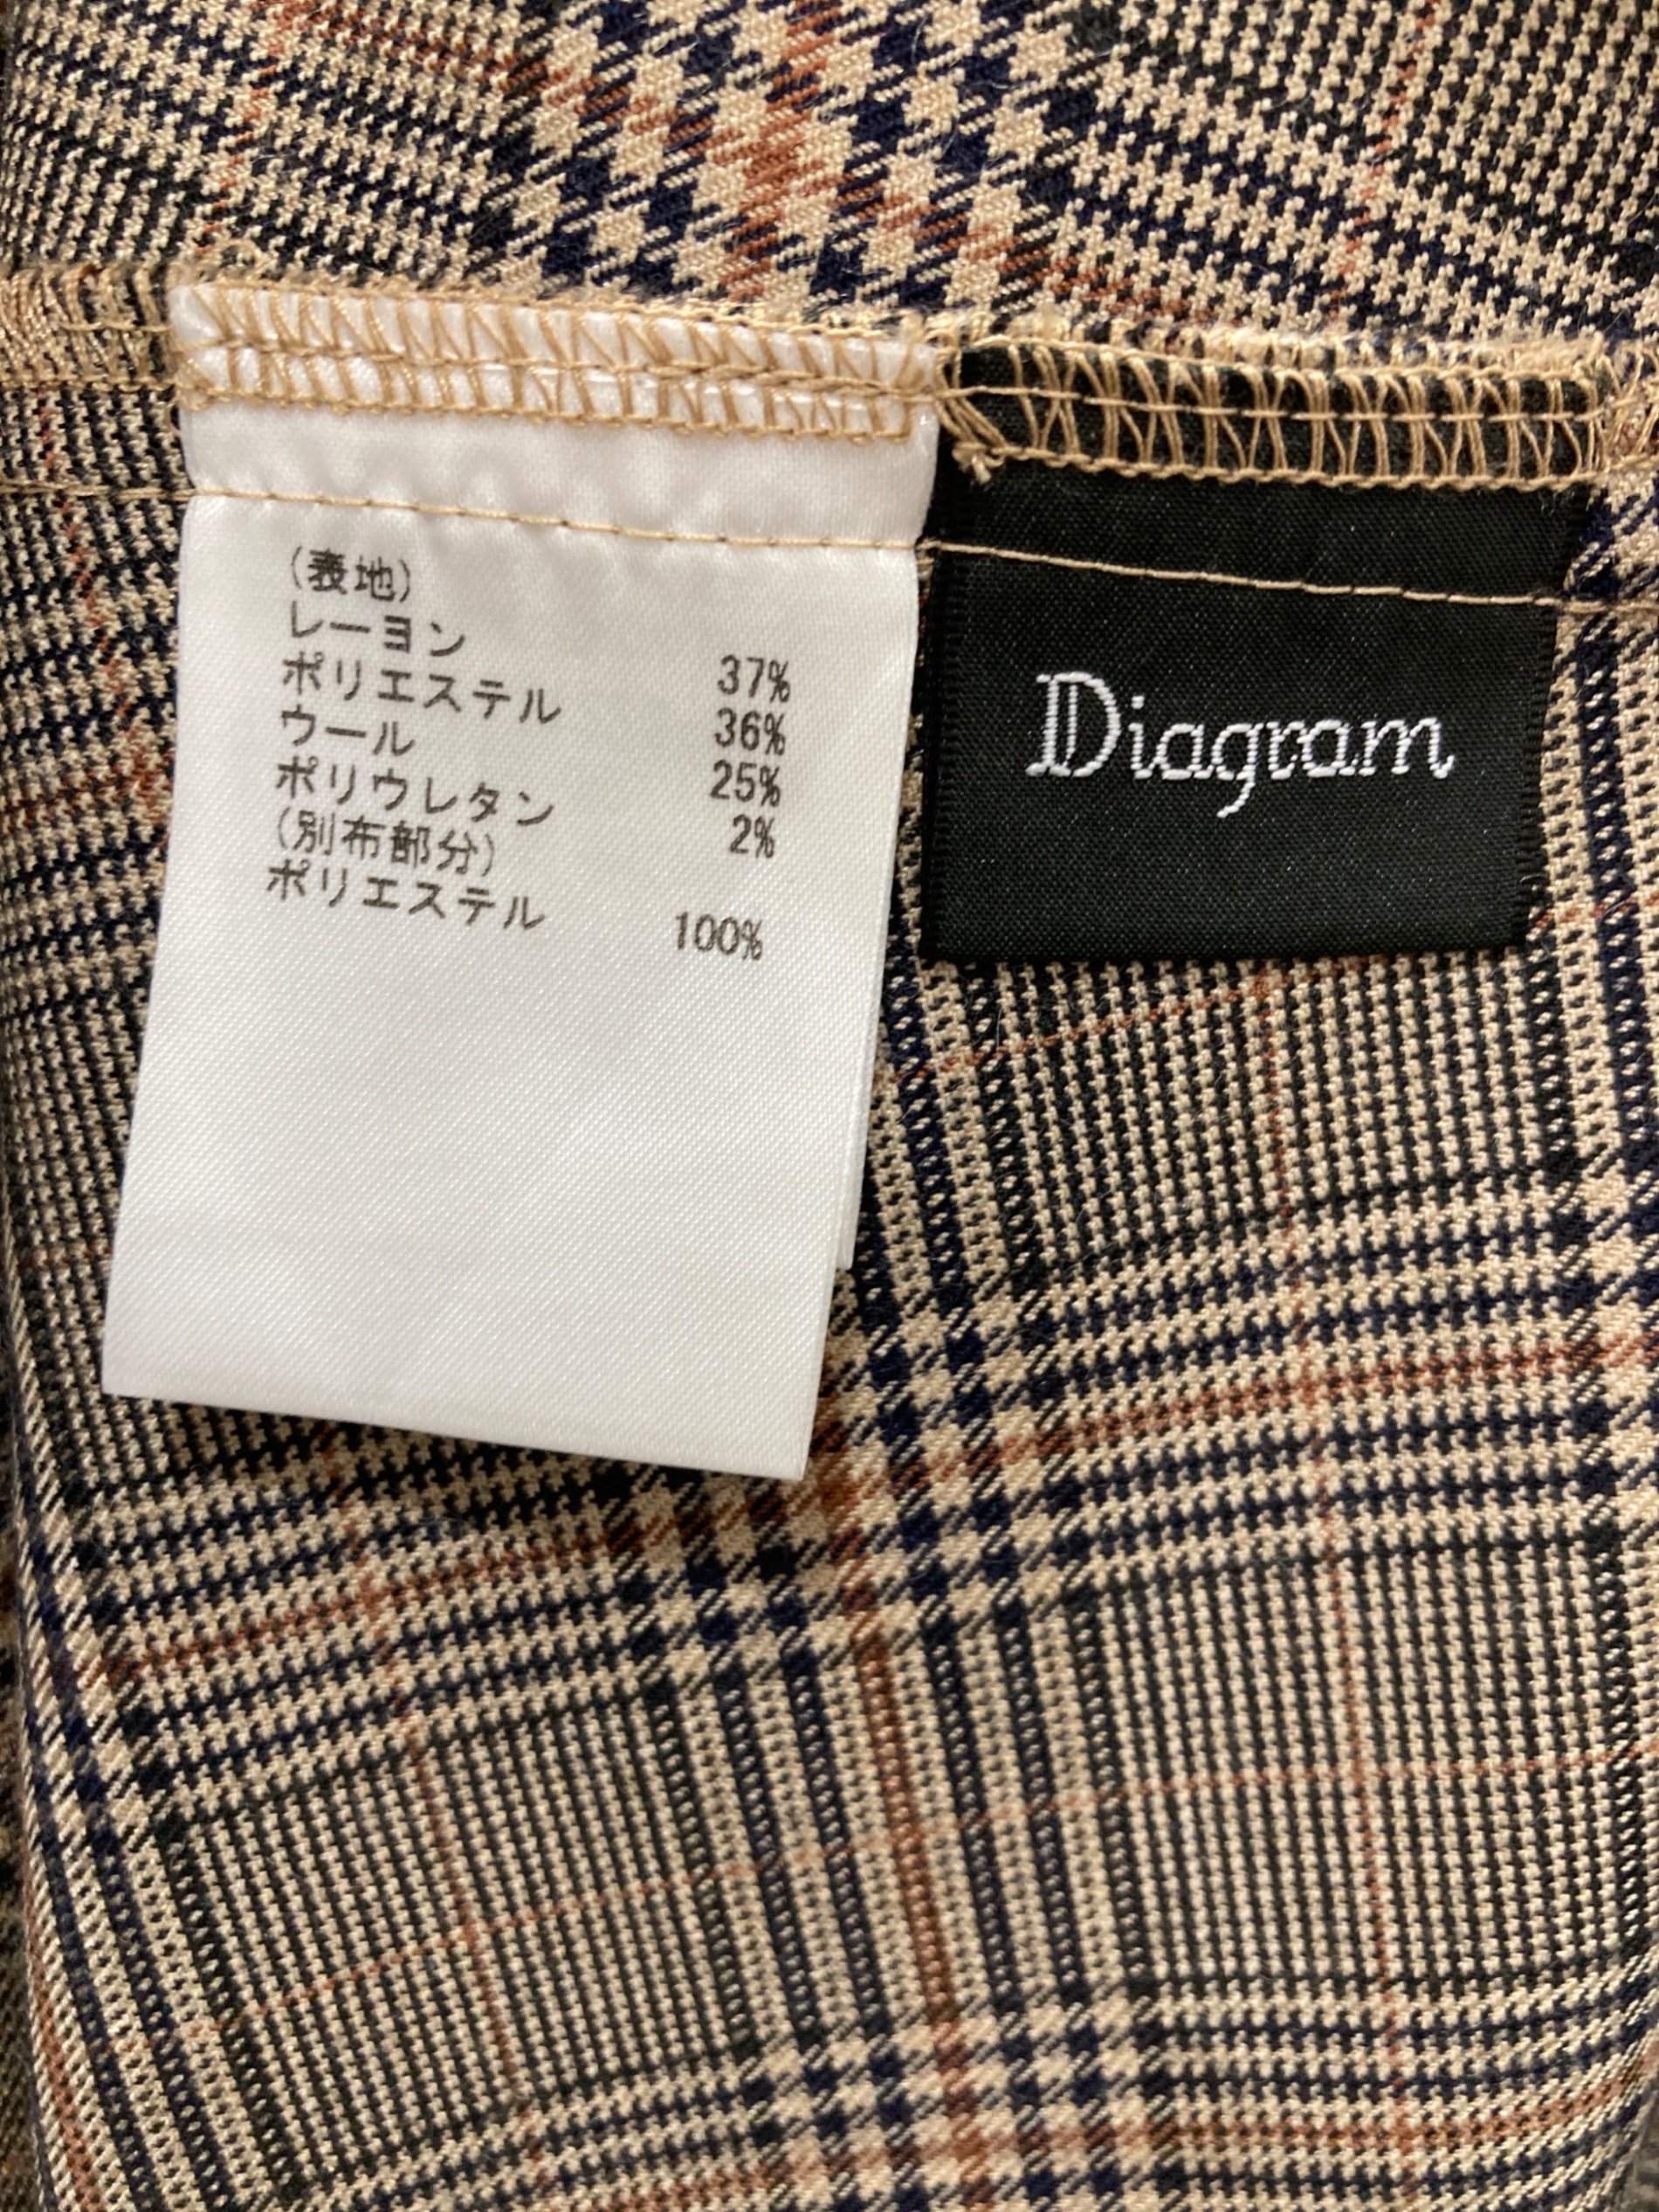 (表地)
レーヨン 37%
ポリエステル 36%
ウール 25%
ポリウレタン 2%
(別布部分)
ポリエステル 100%
Diagram